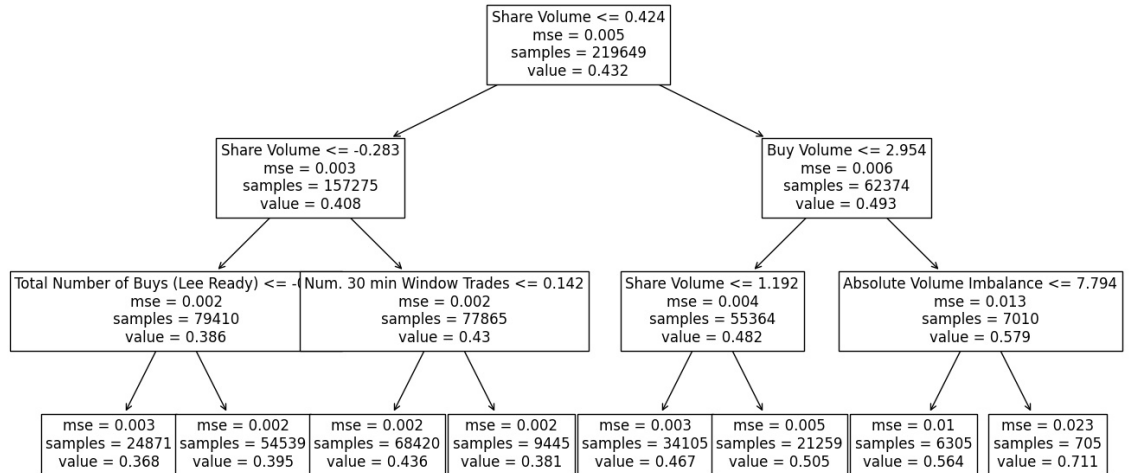 Share Volume <= 0.424
mse = 0.005
samples = 219649
value = 0.432
Share Volume <= -0.283
mse = 0.003
samples = 157275
value = 0.408
Buy Volume <= 2.954
mse = 0.006
samples = 62374
value = 0.493
Total Number of Buys (Lee Ready) <=
mse = 0.002
samples = 79410
value = 0.386
Num. 30 min Window Trades <= 0.142
mse = 0.002
samples = 77865
value = 0.43
Share Volume <= 1.192
mse = 0.004
samples = 55364
value = 0.482
Absolute Volume Imbalance <= 7.794
mse = 0.013
samples = 7010
value = 0.579
mse = 0.003
samples = 24871
value = 0.368
mse = 0.002
samples = 54539
value = 0.395
mse = 0.002
samples = 68420
value = 0.436
mse = 0.002
samples = 9445
value = 0.381
mse = 0.003
samples = 34105
value = 0.467
mse = 0.005
samples = 21259
value = 0.505
mse = 0.01
samples = 6305
value = 0.564
mse = 0.023
samples = 705
value = 0.711